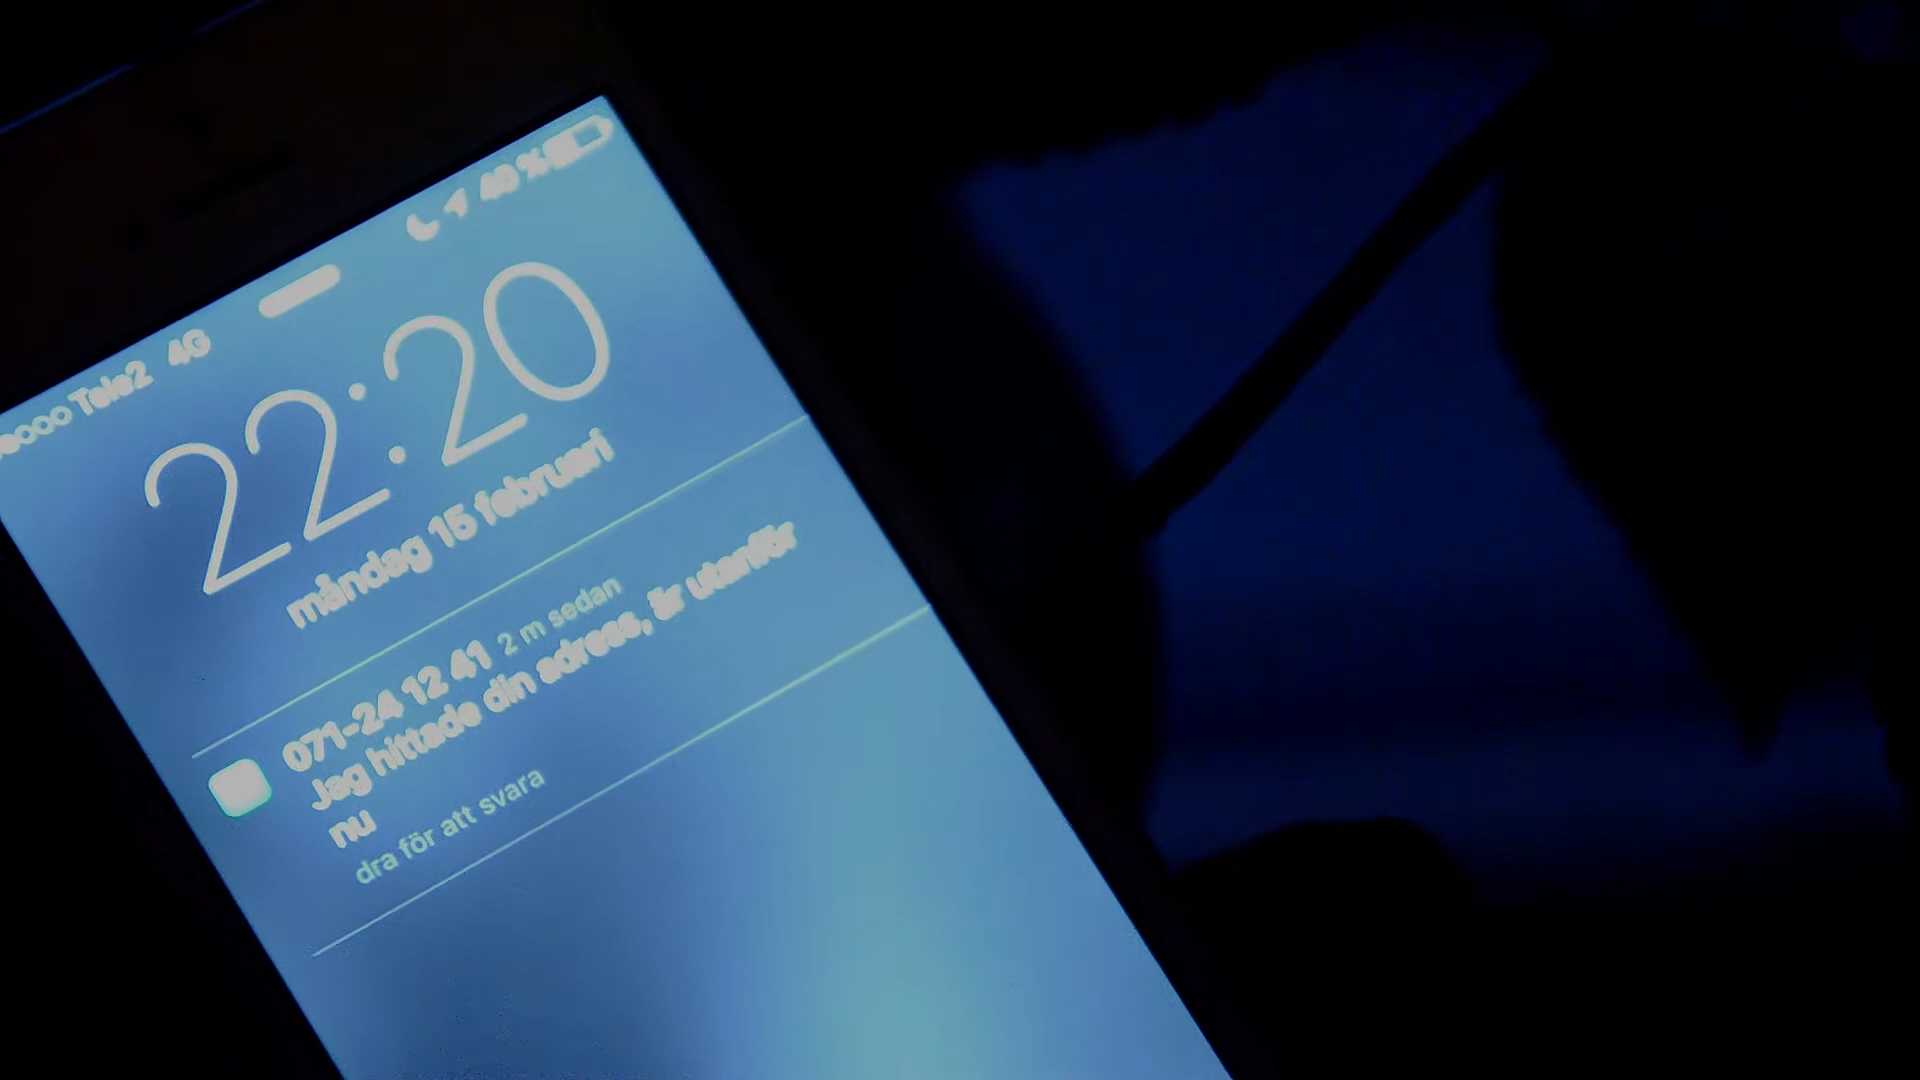 Tele2 4G 40 %
22:20
måndag 15 februari
071-24 12 41 2 m sedan
Jag hittade din adress, är utanför
nu
dra för att svara